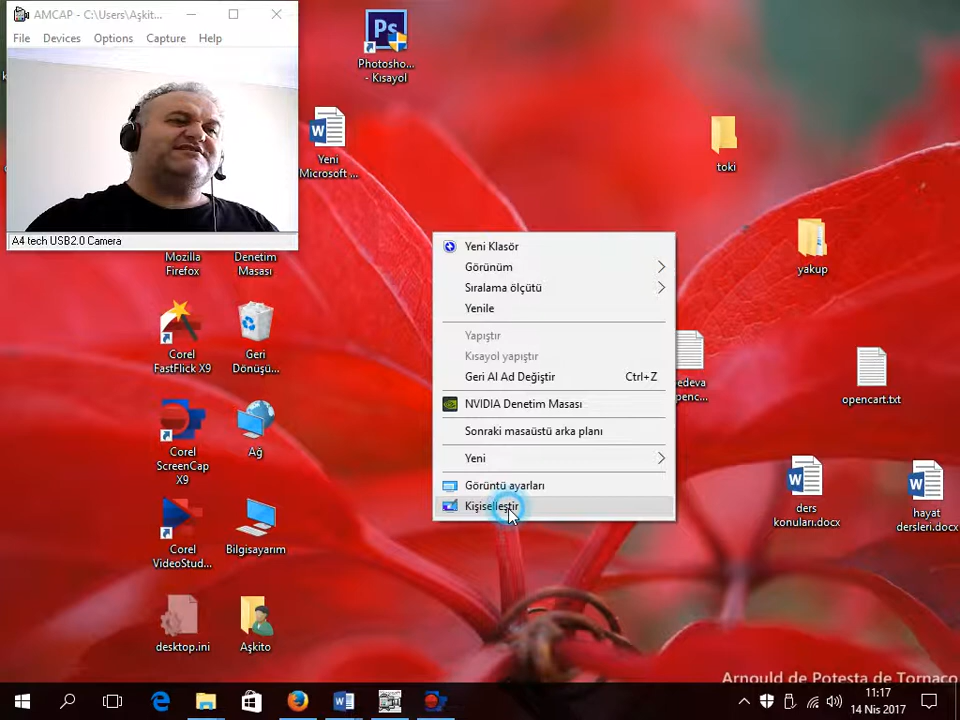 AMCAP - C:\Users\Aşkit...
File Devices Options Capture Help
A4 tech USB2.0 Camera
Photosho...
- Kısayol
Yeni
Microsoft ...
Mozilla
Firefox
Denetim
Masası
Corel
FastFlick X9
Geri
Dönüşü...
Corel
ScreenCap
X9
Ağ
Corel
VideoStud...
Bilgisayarım
desktop.ini
Aşkito
Yeni Klasör
Görünüm
Sıralama ölçütü
Yenile
Yapıştır
Kısayol yapıştır
Geri Al Ad Değiştir Ctrl+Z
NVIDIA Denetim Masası
Sonraki masaüstü arka planı
Yeni
Görüntü ayarları
Kişiselleştir
toki
yakup
opencart.txt
ders
konuları.docx
hayat
dersleri.docx
Arnould de Potesta de Tornaco
11:17
14 Nis 2017